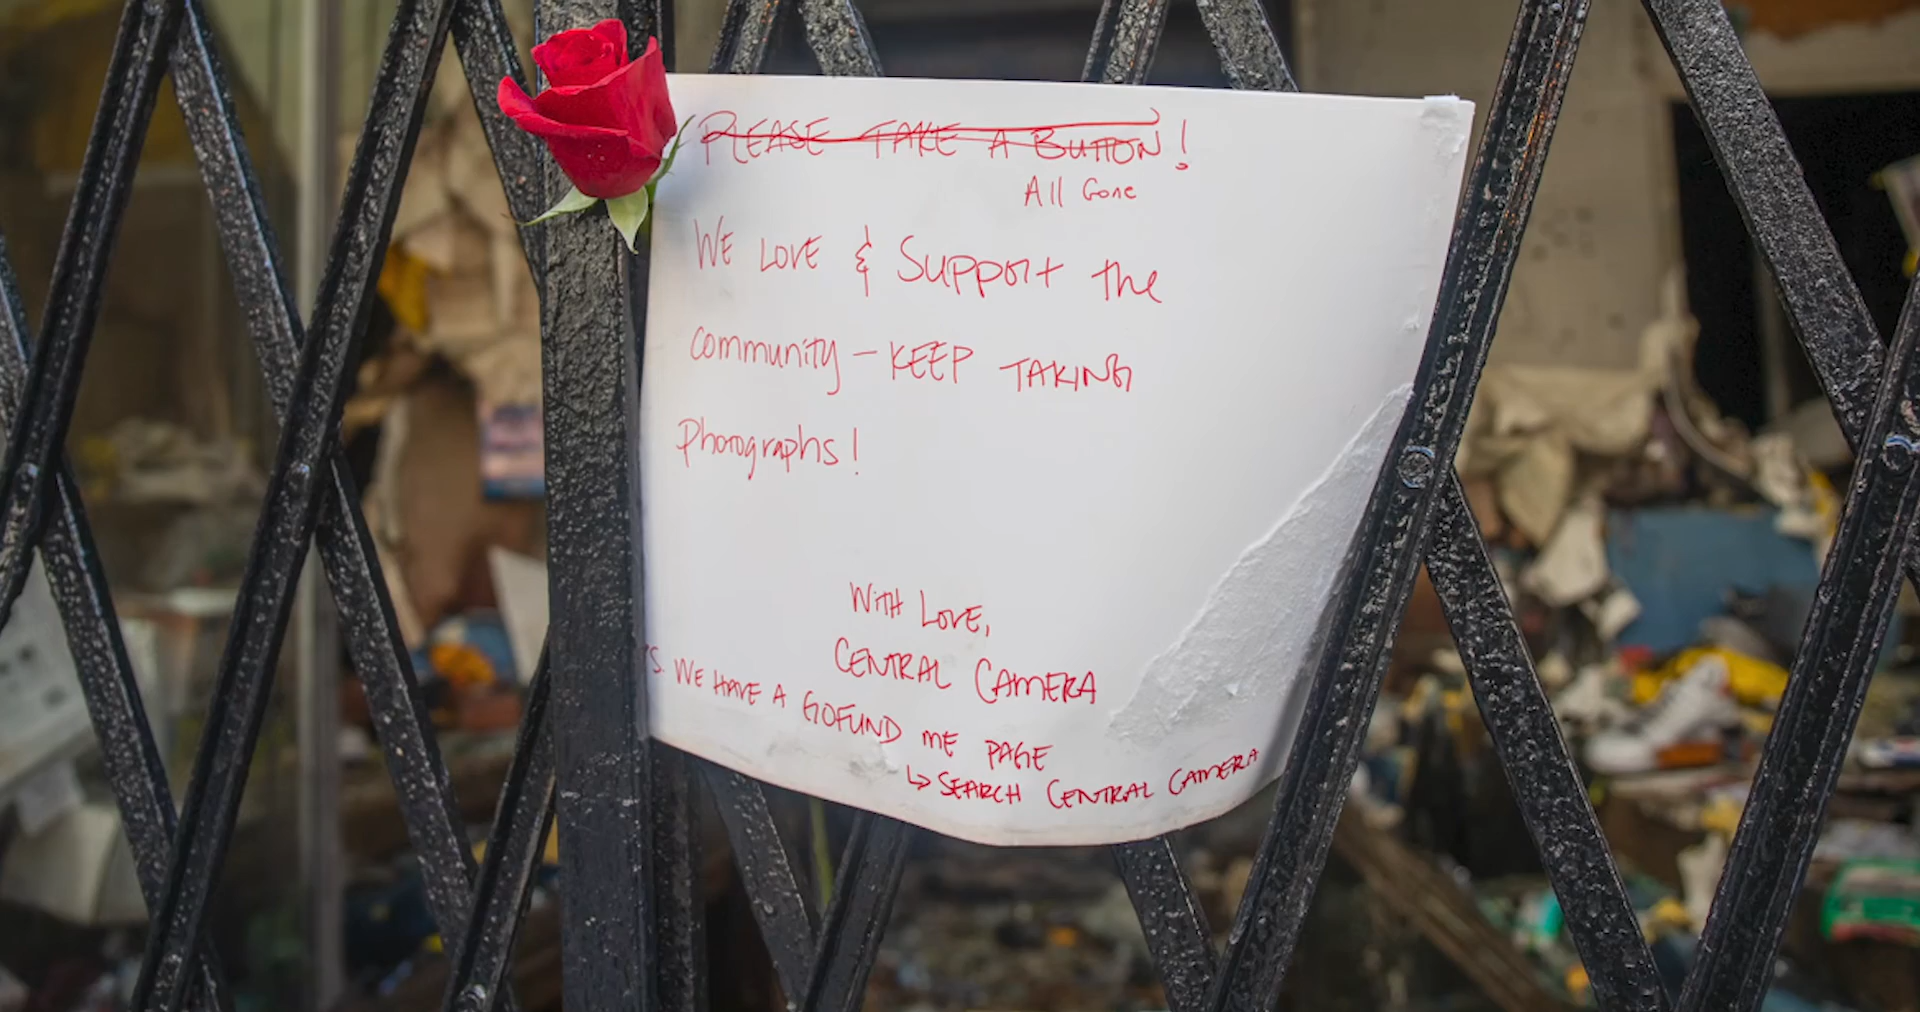 PLEASE TAKE A BUTTON!
All Gone
WE LOVE & Support the
community - KEEP TAKING
photographs!
WITH LOVE,
CENTRAL CAMERA
S. WE HAVE A GOFUND ME PAGE
↳ SEARCH CENTRAL CAMERA